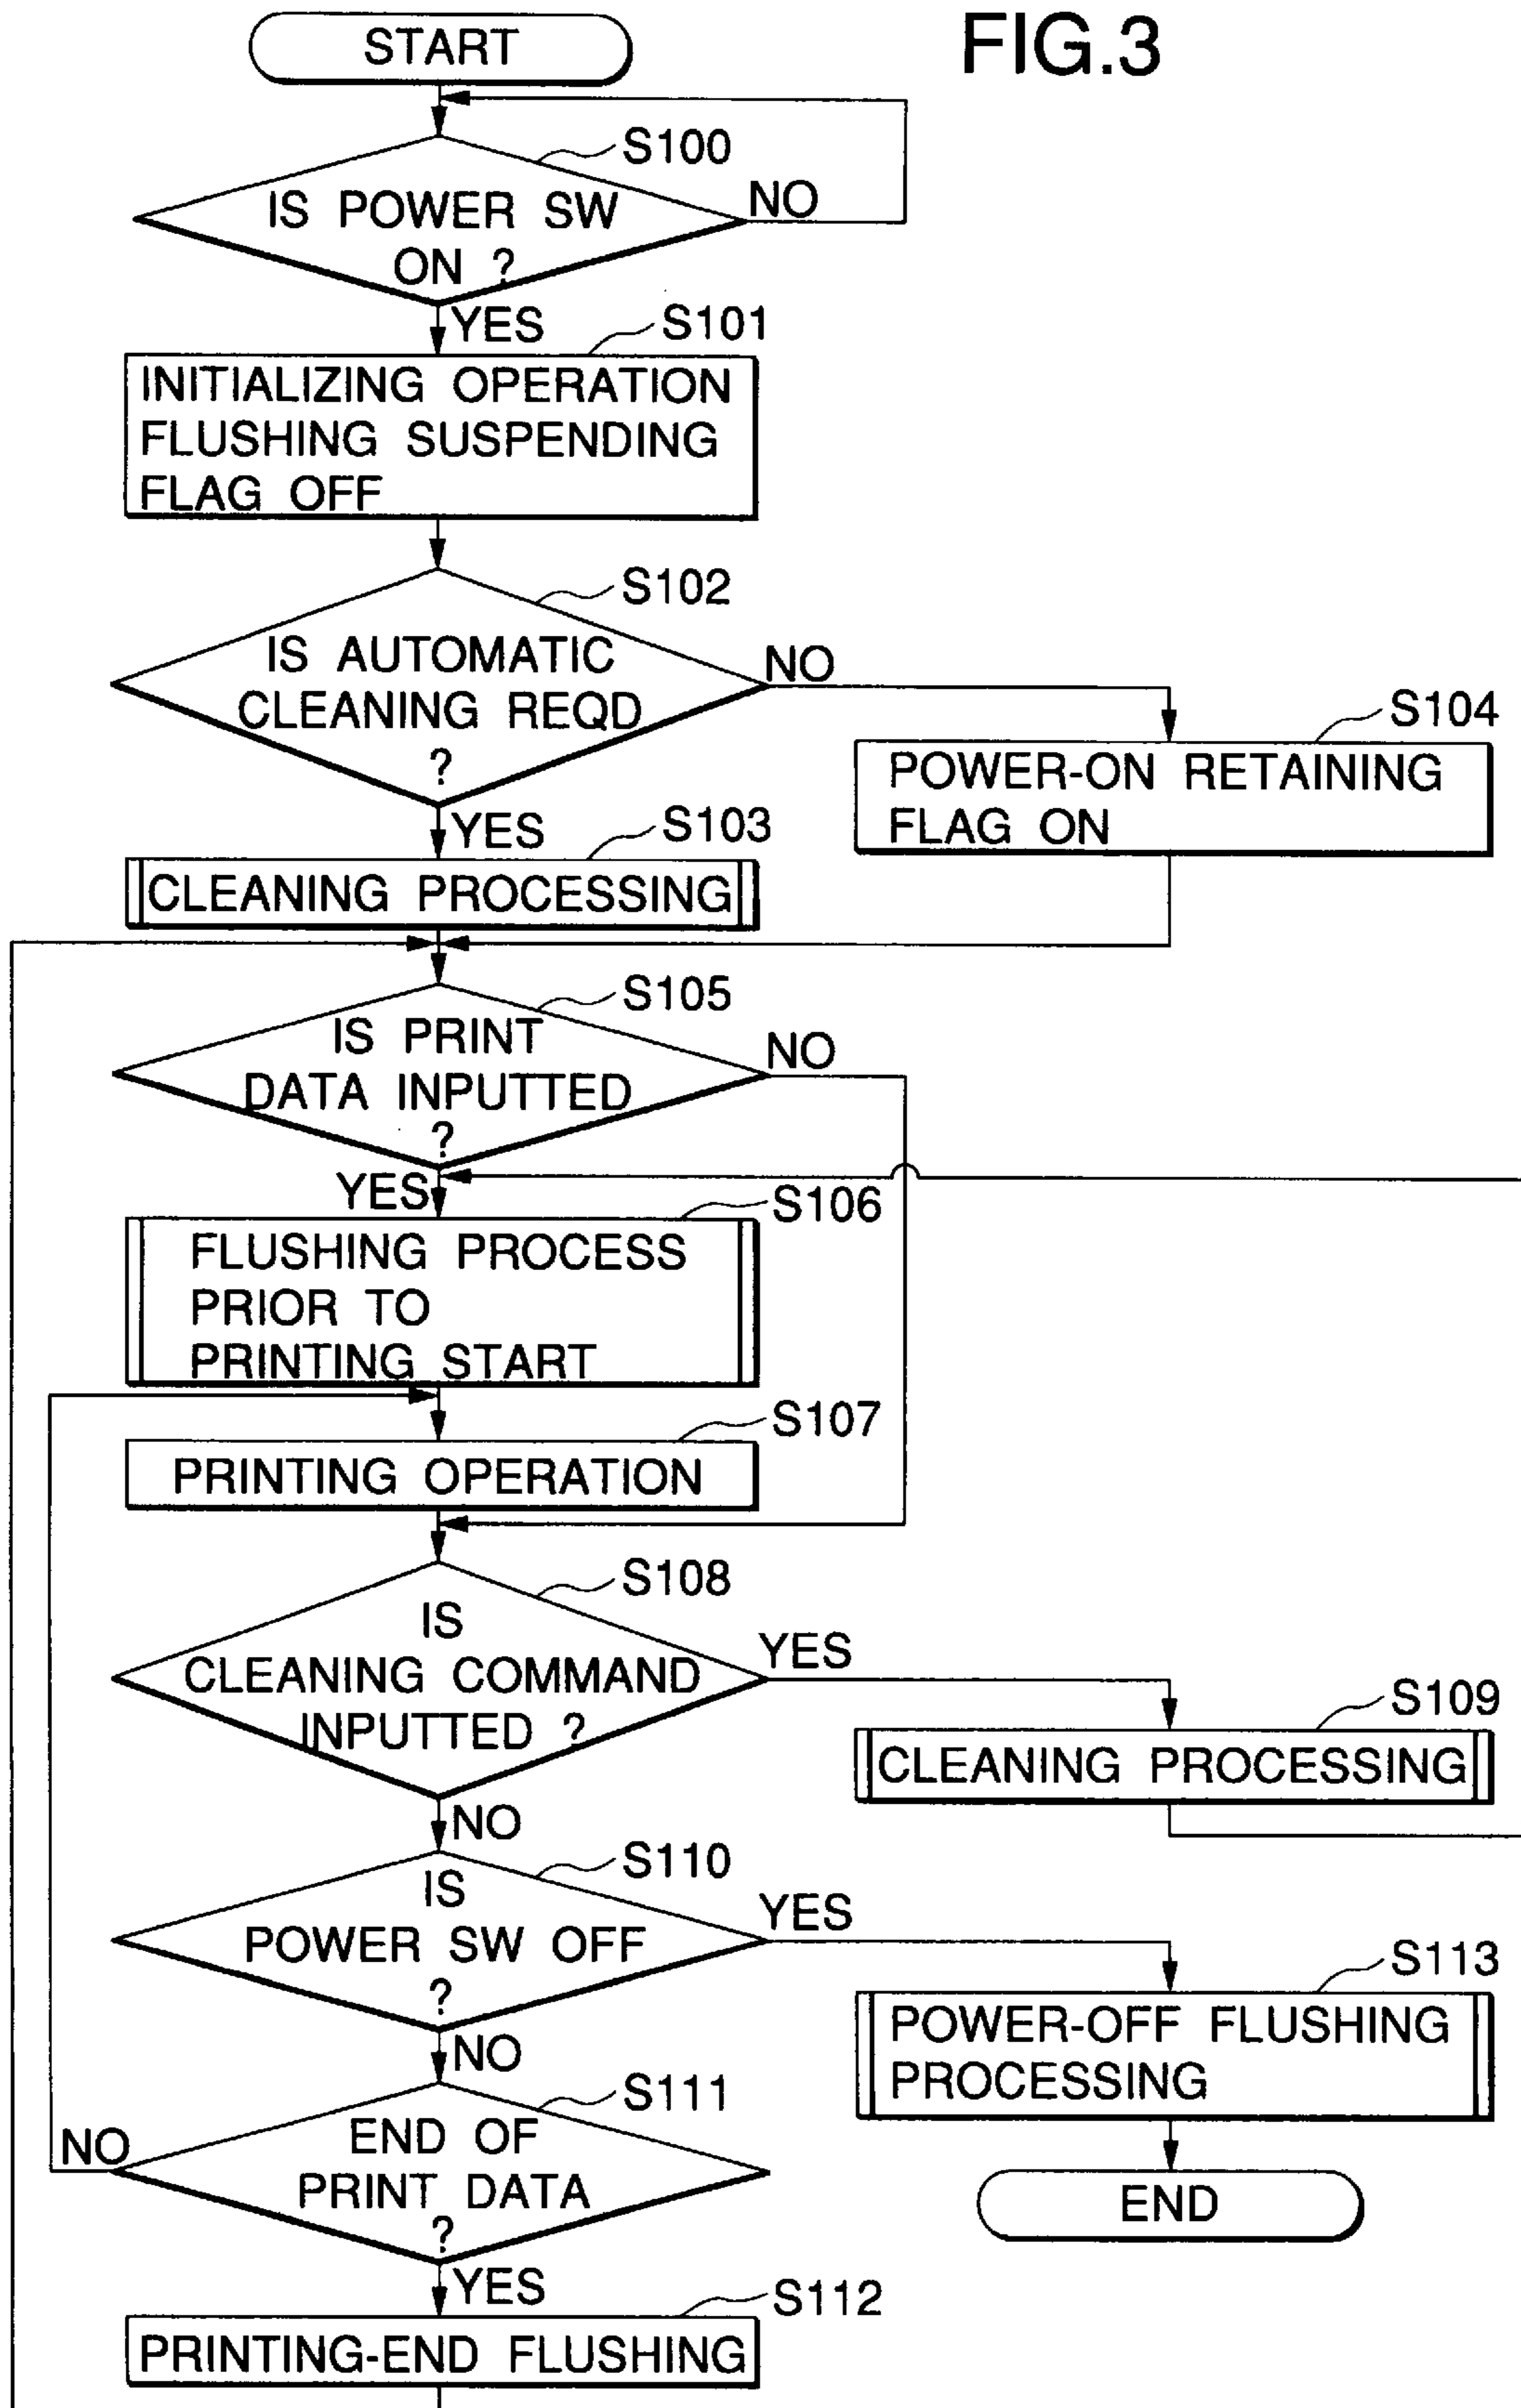 FIG.3
START
S100
IS POWER SW
ON ?
NO
YES
S101
INITIALIZING OPERATION
FLUSHING SUSPENDING
FLAG OFF
S102
IS AUTOMATIC
CLEANING REQD
?
NO
S104
POWER-ON RETAINING
FLAG ON
YES
S103
CLEANING PROCESSING
S105
IS PRINT
DATA INPUTTED
?
NO
YES
S106
FLUSHING PROCESS
PRIOR TO
PRINTING START
S107
PRINTING OPERATION
S108
IS
CLEANING COMMAND
INPUTTED ?
YES
S109
CLEANING PROCESSING
NO
S110
IS
POWER SW OFF
?
YES
S113
POWER-OFF FLUSHING
PROCESSING
END
NO
S111
END OF
PRINT DATA
?
NO
YES
S112
PRINTING-END FLUSHING